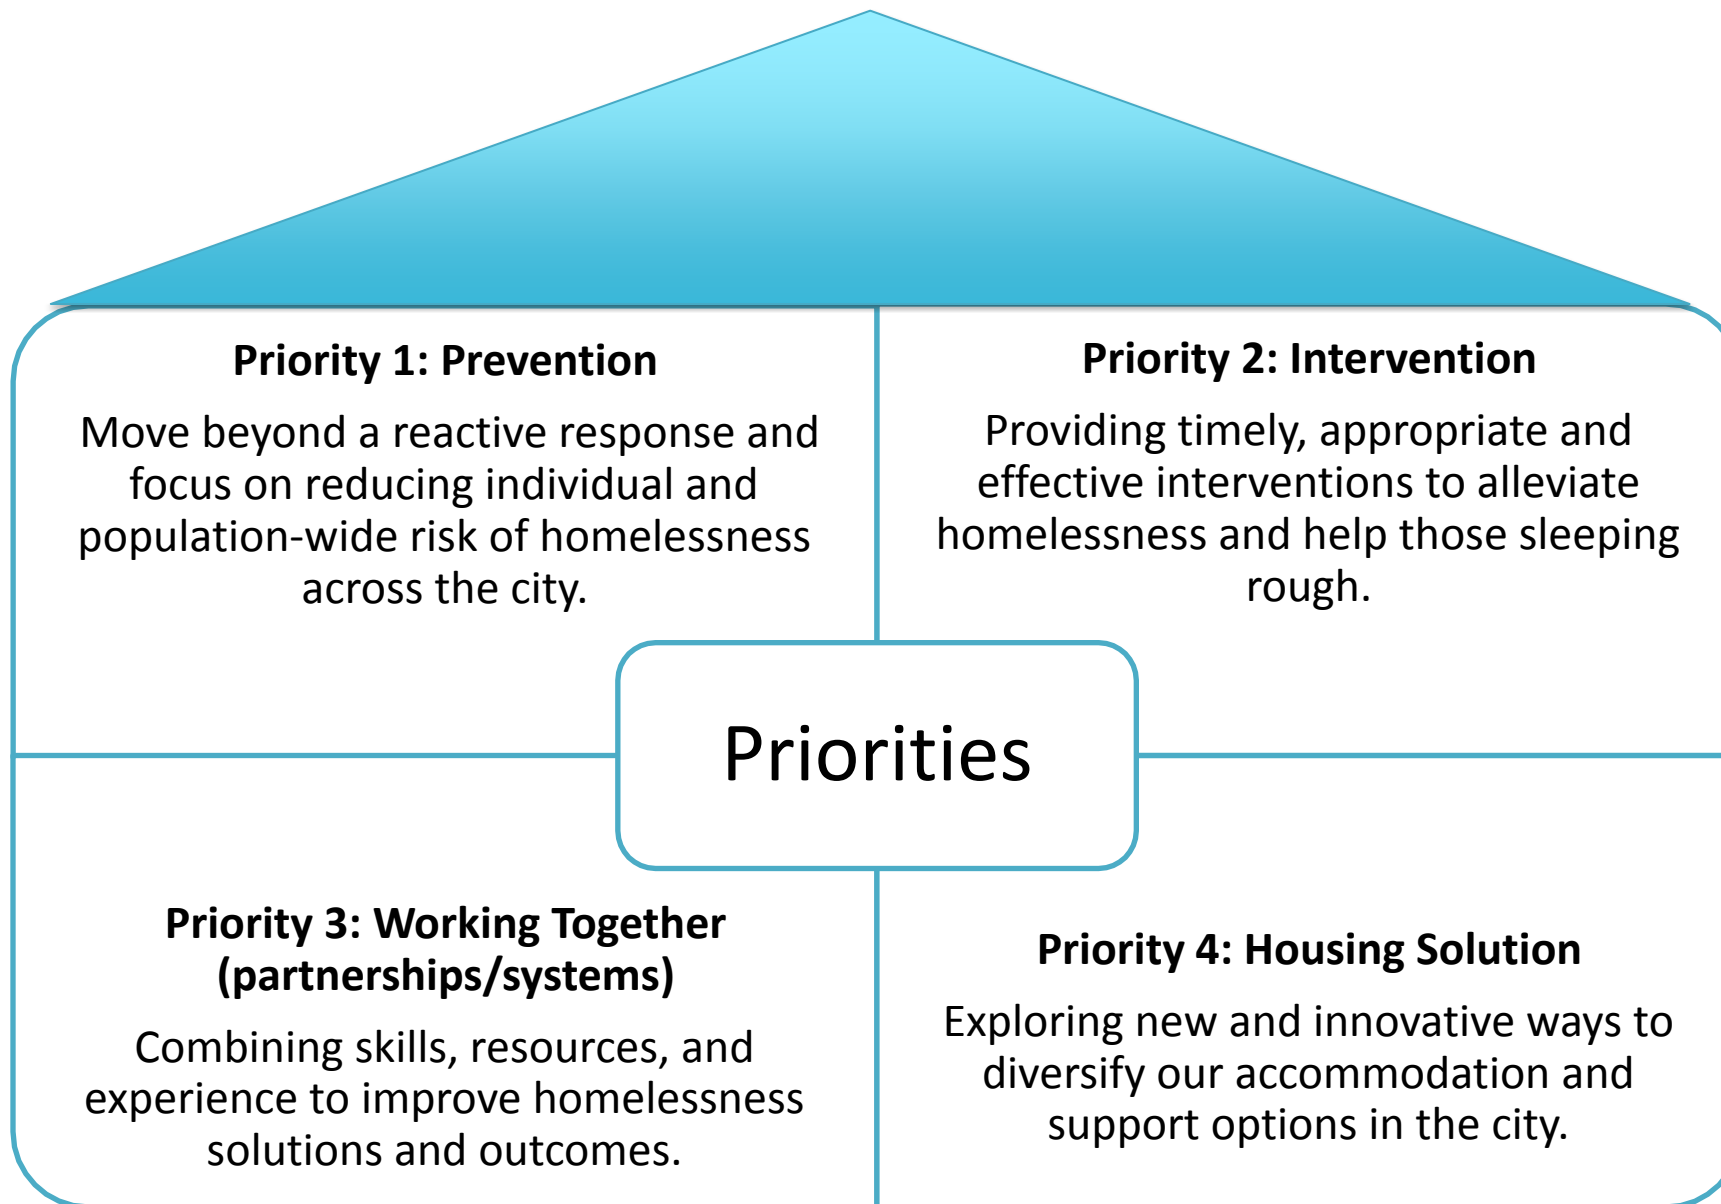 Priority 1: Prevention
Move beyond a reactive response and
focus on reducing individual and
population-wide risk of homelessness
across the city.
Priority 2: Intervention
Providing timely, appropriate and
effective interventions to alleviate
homelessness and help those sleeping
rough.
Priorities
Priority 3: Working Together
(partnerships/systems)
Combining skills, resources, and
experience to improve homelessness
solutions and outcomes.
Priority 4: Housing Solution
Exploring new and innovative ways to
diversify our accommodation and
support options in the city.